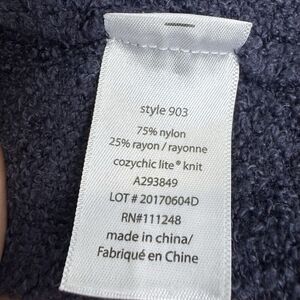 style 903
75% nylon
25% rayon / rayonne
cozychic lite® knit
A293849
LOT # 20170604D
RN#111248
made in china/
Fabriqué en Chine